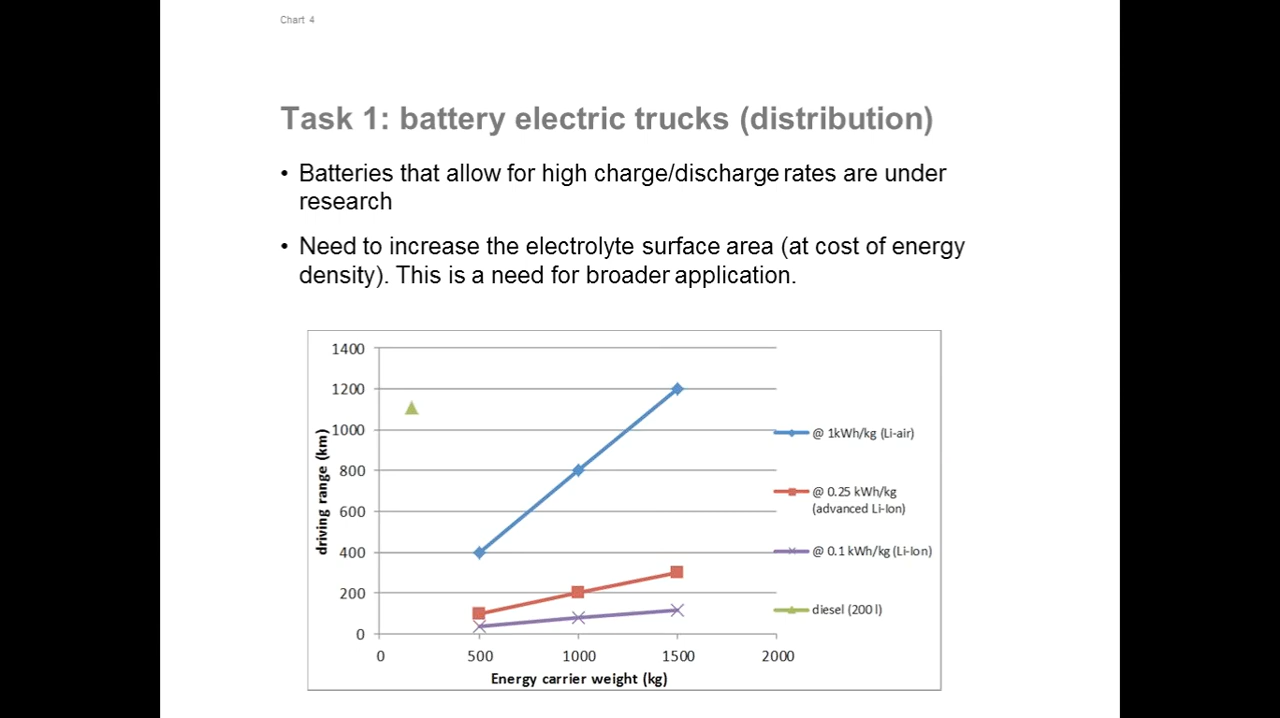 Chart 4
Task 1: battery electric trucks (distribution)
• Batteries that allow for high charge/discharge rates are under
research
• Need to increase the electrolyte surface area (at cost of energy
density). This is a need for broader application.
1400
1200
1000
800
600
400
200
0
driving range (km)
0 500 1000 1500 2000
Energy carrier weight (kg)
@ 1kWh/kg (Li-air)
@ 0.25 kWh/kg
(advanced Li-Ion)
@ 0.1 kWh/kg (Li-Ion)
diesel (200 l)